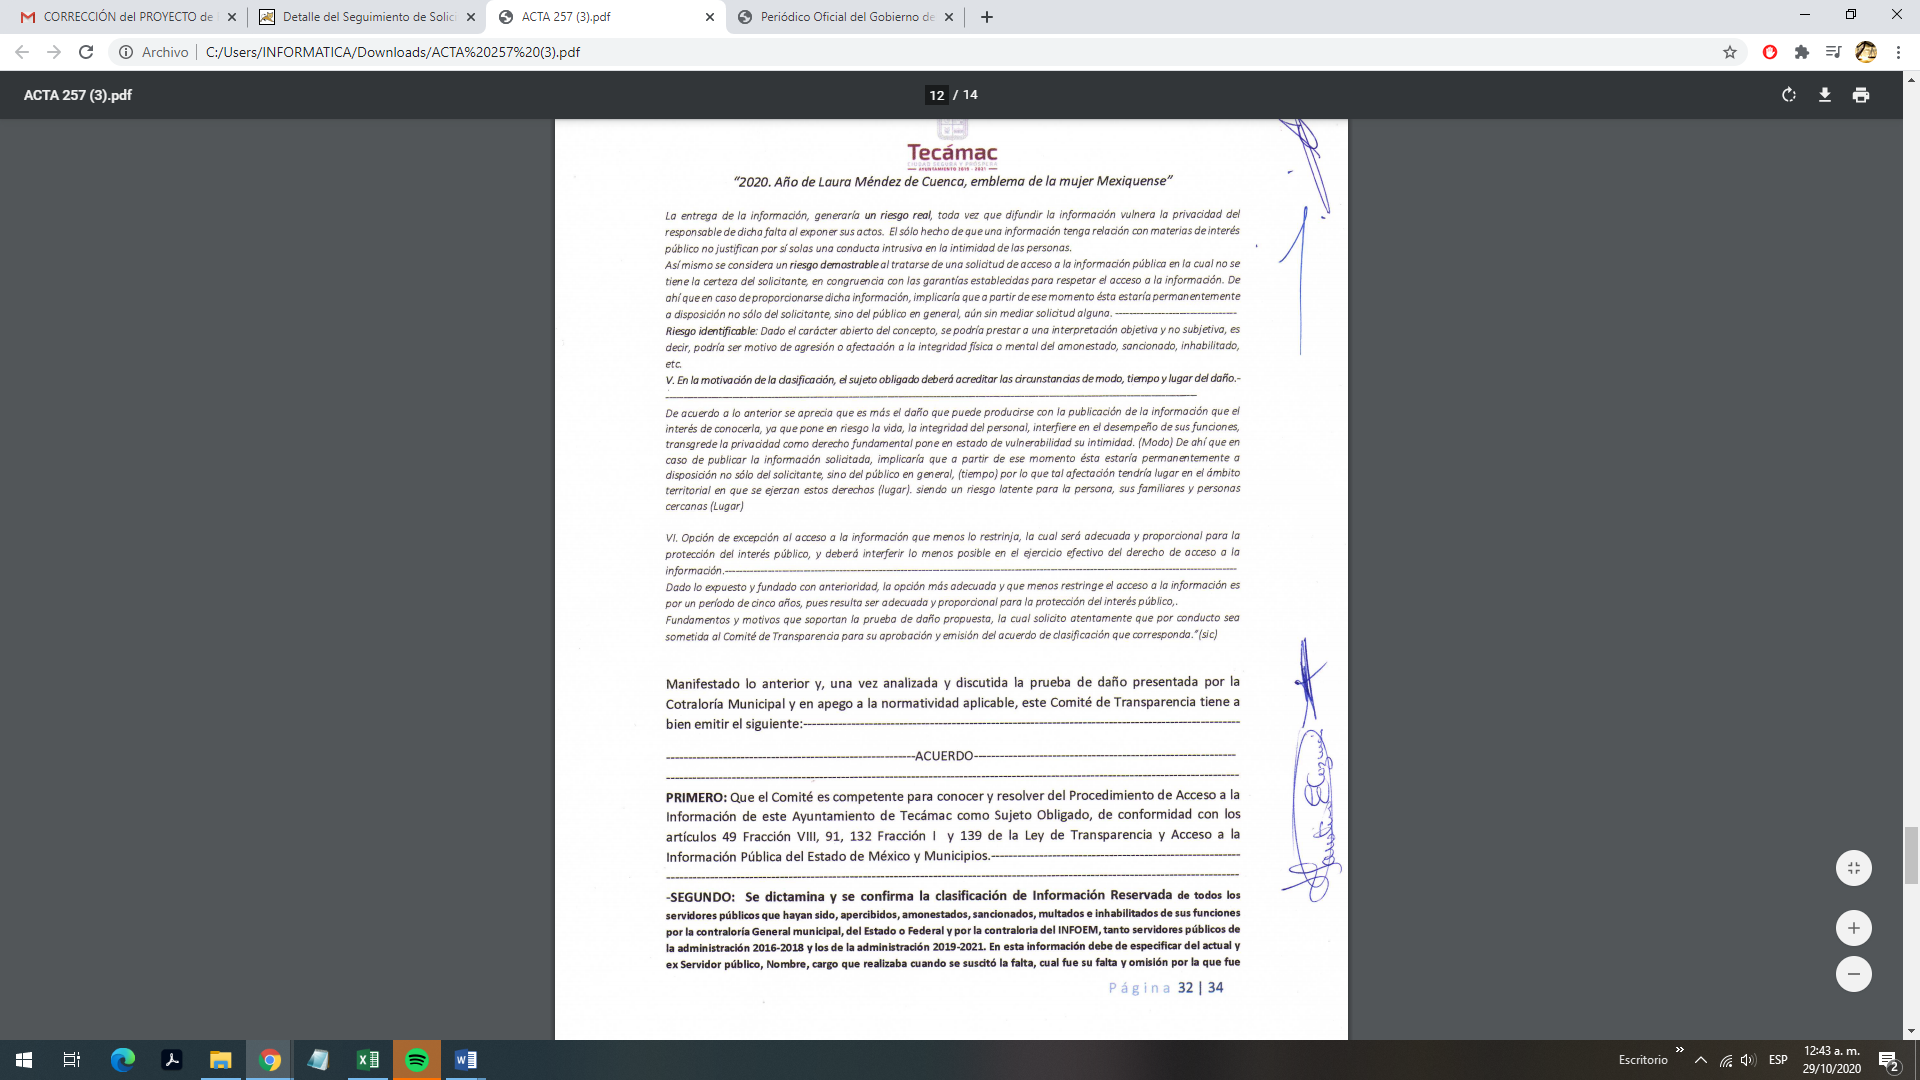 CORRECCIÓN del PROYECTO de
Detalle del Seguimiento de Solic
ACTA 257 (3).pdf
Periódico Oficial del Gobierno de
Archivo
C:/Users/INFORMATICA/Downloads/ACTA%20257%20(3).pdf
ACTA 257 (3).pdf
12 / 14
Tecámac
CIUDAD SEGURA Y PRÓSPERA
AYUNTAMIENTO 2019 - 2021
“2020. Año de Laura Méndez de Cuenca, emblema de la mujer Mexiquense”
La entrega de la información, generaría un riesgo real, toda vez que difundir la información vulnera la privacidad del
responsable de dicha falta al exponer sus actos. El sólo hecho de que una información tenga relación con materias de interés
público no justifican por sí solas una conducta intrusiva en la intimidad de las personas.
Así mismo se considera un riesgo demostrable al tratarse de una solicitud de acceso a la información pública en la cual no se
tiene la certeza del solicitante, en congruencia con las garantías establecidas para respetar el acceso a la información. De
ahí que en caso de proporcionarse dicha información, implicaría que a partir de ese momento ésta estaría permanentemente
a disposición no sólo del solicitante, sino del público en general, aún sin mediar solicitud alguna. -----------------------------------
Riesgo identificable: Dado el carácter abierto del concepto, se podría prestar a una interpretación objetiva y no subjetiva, es
decir, podría ser motivo de agresión o afectación a la integridad física o mental del amonestado, sancionado, inhabilitado,
etc.
V. En la motivación de la clasificación, el sujeto obligado deberá acreditar las circunstancias de modo, tiempo y lugar del daño.-
------------------------------------------------------------
De acuerdo a lo anterior se aprecia que es más el daño que puede producirse con la publicación de la información que el
interés de conocerla, ya que pone en riesgo la vida, la integridad del personal, interfiere en el desempeño de sus funciones,
transgrede la privacidad como derecho fundamental pone en estado de vulnerabilidad su intimidad. (Modo) De ahí que en
caso de publicar la información solicitada, implicaría que a partir de ese momento ésta estaría permanentemente a
disposición no sólo del solicitante, sino del público en general, (tiempo) por lo que tal afectación tendría lugar en el ámbito
territorial en que se ejerzan estos derechos (lugar). siendo un riesgo latente para la persona, sus familiares y personas
cercanas (Lugar)
VI. Opción de excepción al acceso a la información que menos lo restrinja, la cual será adecuada y proporcional para la
protección del interés público, y deberá interferir lo menos posible en el ejercicio efectivo del derecho de acceso a la
información.------------------------------------------------------------
Dado lo expuesto y fundado con anterioridad, la opción más adecuada y que menos restringe el acceso a la información es
por un período de cinco años, pues resulta ser adecuada y proporcional para la protección del interés público,.
Fundamentos y motivos que soportan la prueba de daño propuesta, la cual solicito atentamente que por conducto sea
sometida al Comité de Transparencia para su aprobación y emisión del acuerdo de clasificación que corresponda.”(sic)
Manifestado lo anterior y, una vez analizada y discutida la prueba de daño presentada por la
Cotraloría Municipal y en apego a la normatividad aplicable, este Comité de Transparencia tiene a
bien emitir el siguiente:------------------------------------------------------------
------------------------------ACUERDO------------------------------
------------------------------------------------------------
PRIMERO: Que el Comité es competente para conocer y resolver del Procedimiento de Acceso a la
Información de este Ayuntamiento de Tecámac como Sujeto Obligado, de conformidad con los
artículos 49 Fracción VIII, 91, 132 Fracción I y 139 de la Ley de Transparencia y Acceso a la
Información Pública del Estado de México y Municipios.----------------------------------------
------------------------------------------------------------
-SEGUNDO: Se dictamina y se confirma la clasificación de Información Reservada de todos los
servidores públicos que hayan sido, apercibidos, amonestados, sancionados, multados e inhabilitados de sus funciones
por la contraloría General municipal, del Estado o Federal y por la contraloria del INFOEM, tanto servidores públicos de
la administración 2016-2018 y los de la administración 2019-2021. En esta información debe de especificar del actual y
ex Servidor público, Nombre, cargo que realizaba cuando se suscitó la falta, cual fue su falta y omisión por la que fue
Página 32 | 34
Escritorio
ESP
12:43 a. m.
29/10/2020
2